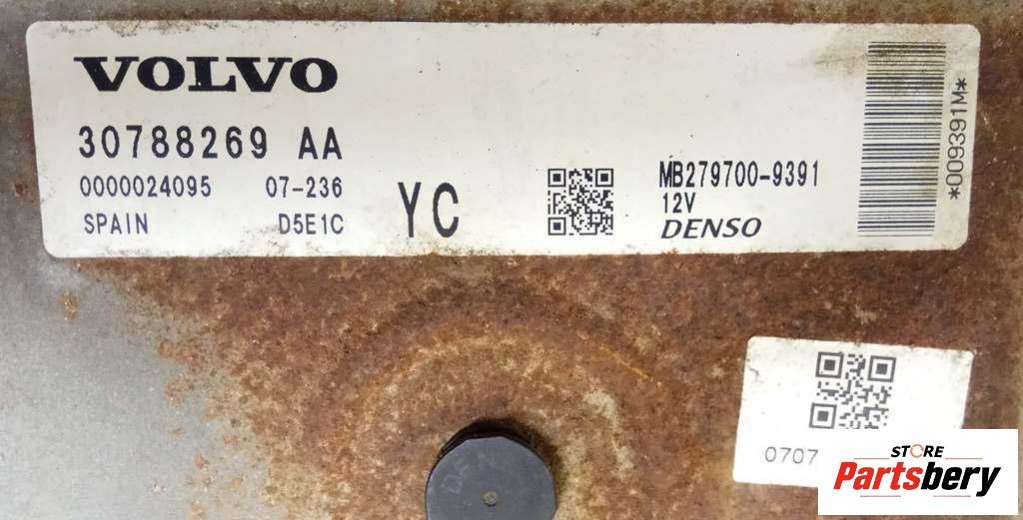 VOLVO
30788269 AA
0000024095 07-236
SPAIN D5E1C
YC
MB279700-9391
12V
DENSO
*009391M*
0707
STORE
Partsbery